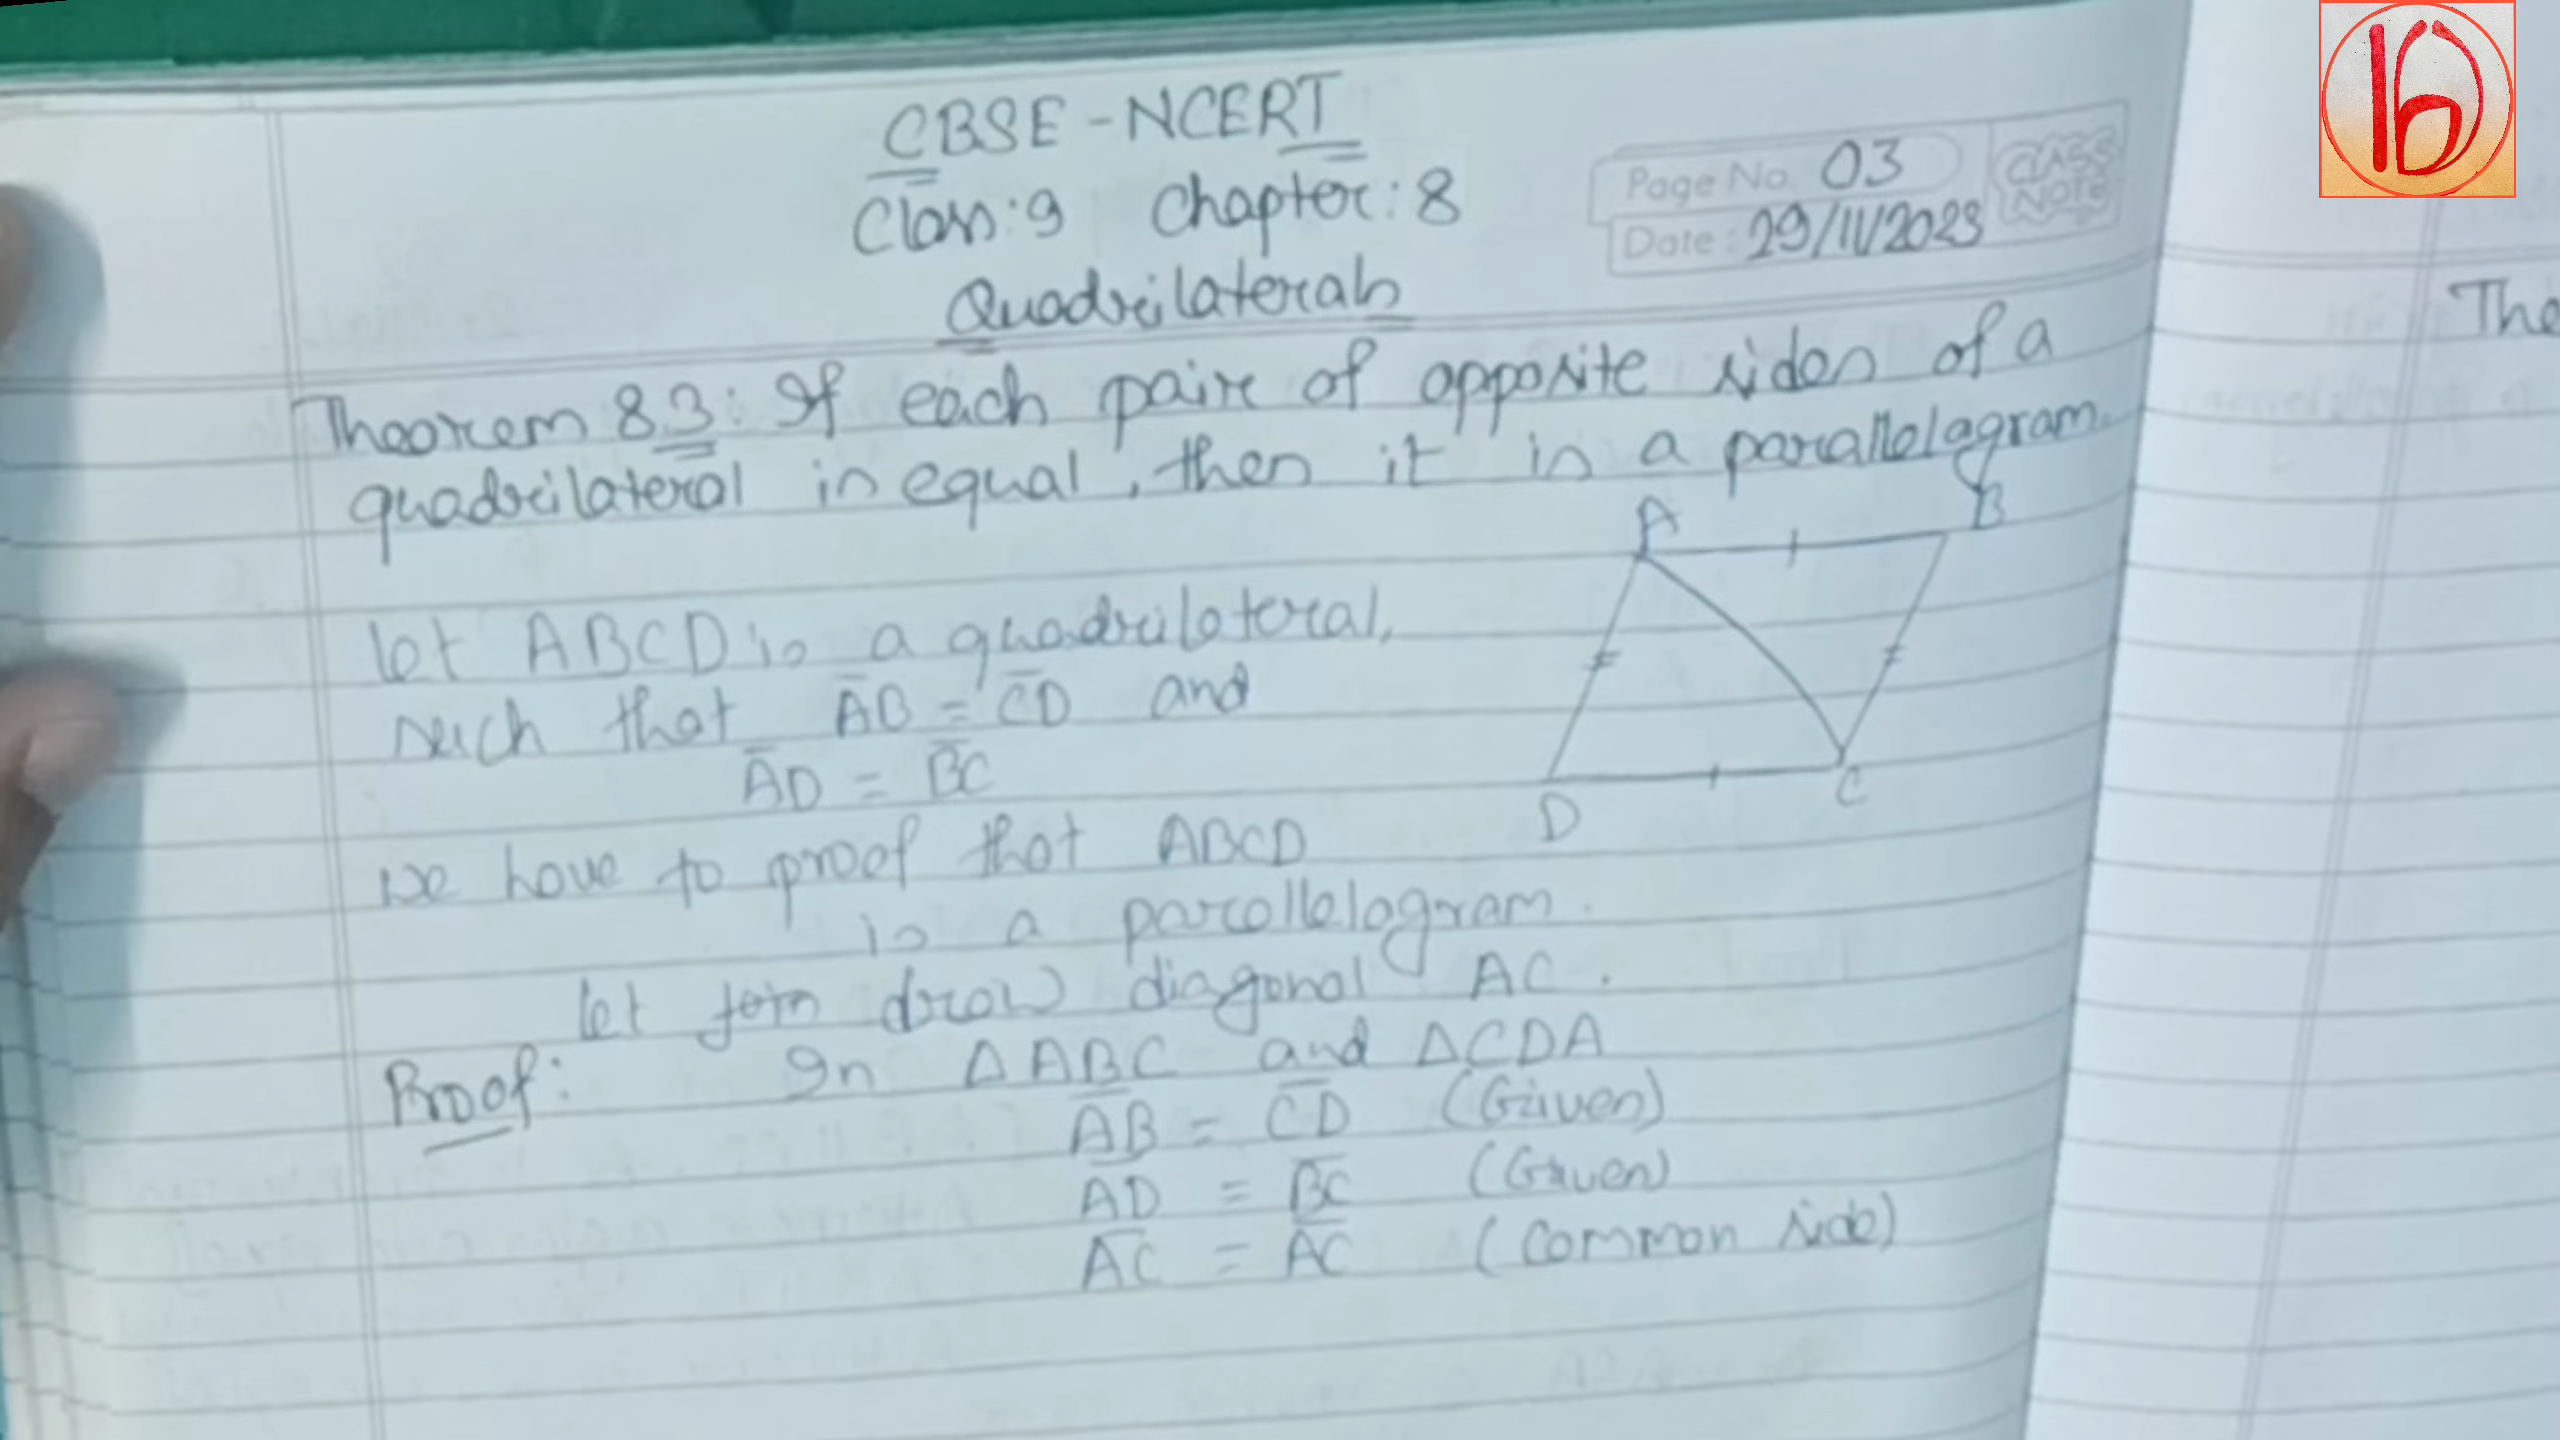 CBSE - NCERT
Class: 9 Chapter: 8
Page No. 03
Date: 29/11/2023
CLASS NOTE
Quadrilaterals
Theorem 8.3: If each pair of opposite sides of a
quadrilateral is equal, then it is a parallelogram.
A B
let ABCD is a quadrilateral,
such that AB = CD and
AD = BC
D C
we have to proof that ABCD
is a parallelogram.
let join draw diagonal AC.
Proof: In ΔABC and ΔCDA
AB = CD (Given)
AD = BC (Given)
AC = AC (Common side)
The